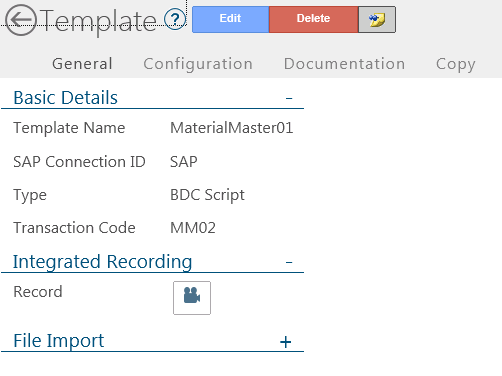 Template ? Edit Delete
General Configuration Documentation Copy
Basic Details -
Template Name MaterialMaster01
SAP Connection ID SAP
Type BDC Script
Transaction Code MM02
Integrated Recording -
Record
File Import +